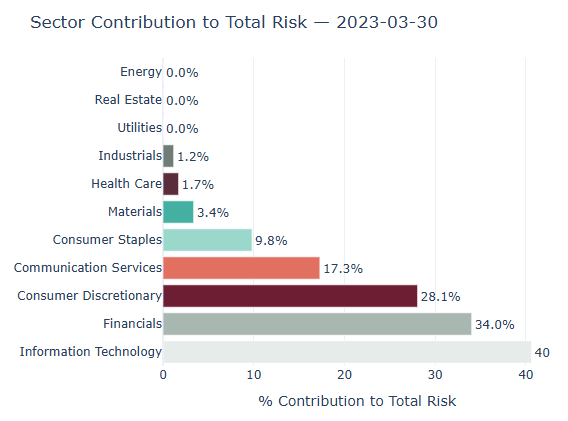 Sector Contribution to Total Risk — 2023-03-30
Energy 0.0%
Real Estate 0.0%
Utilities 0.0%
Industrials 1.2%
Health Care 1.7%
Materials 3.4%
Consumer Staples 9.8%
Communication Services 17.3%
Consumer Discretionary 28.1%
Financials 34.0%
Information Technology 40
0 10 20 30 40
% Contribution to Total Risk